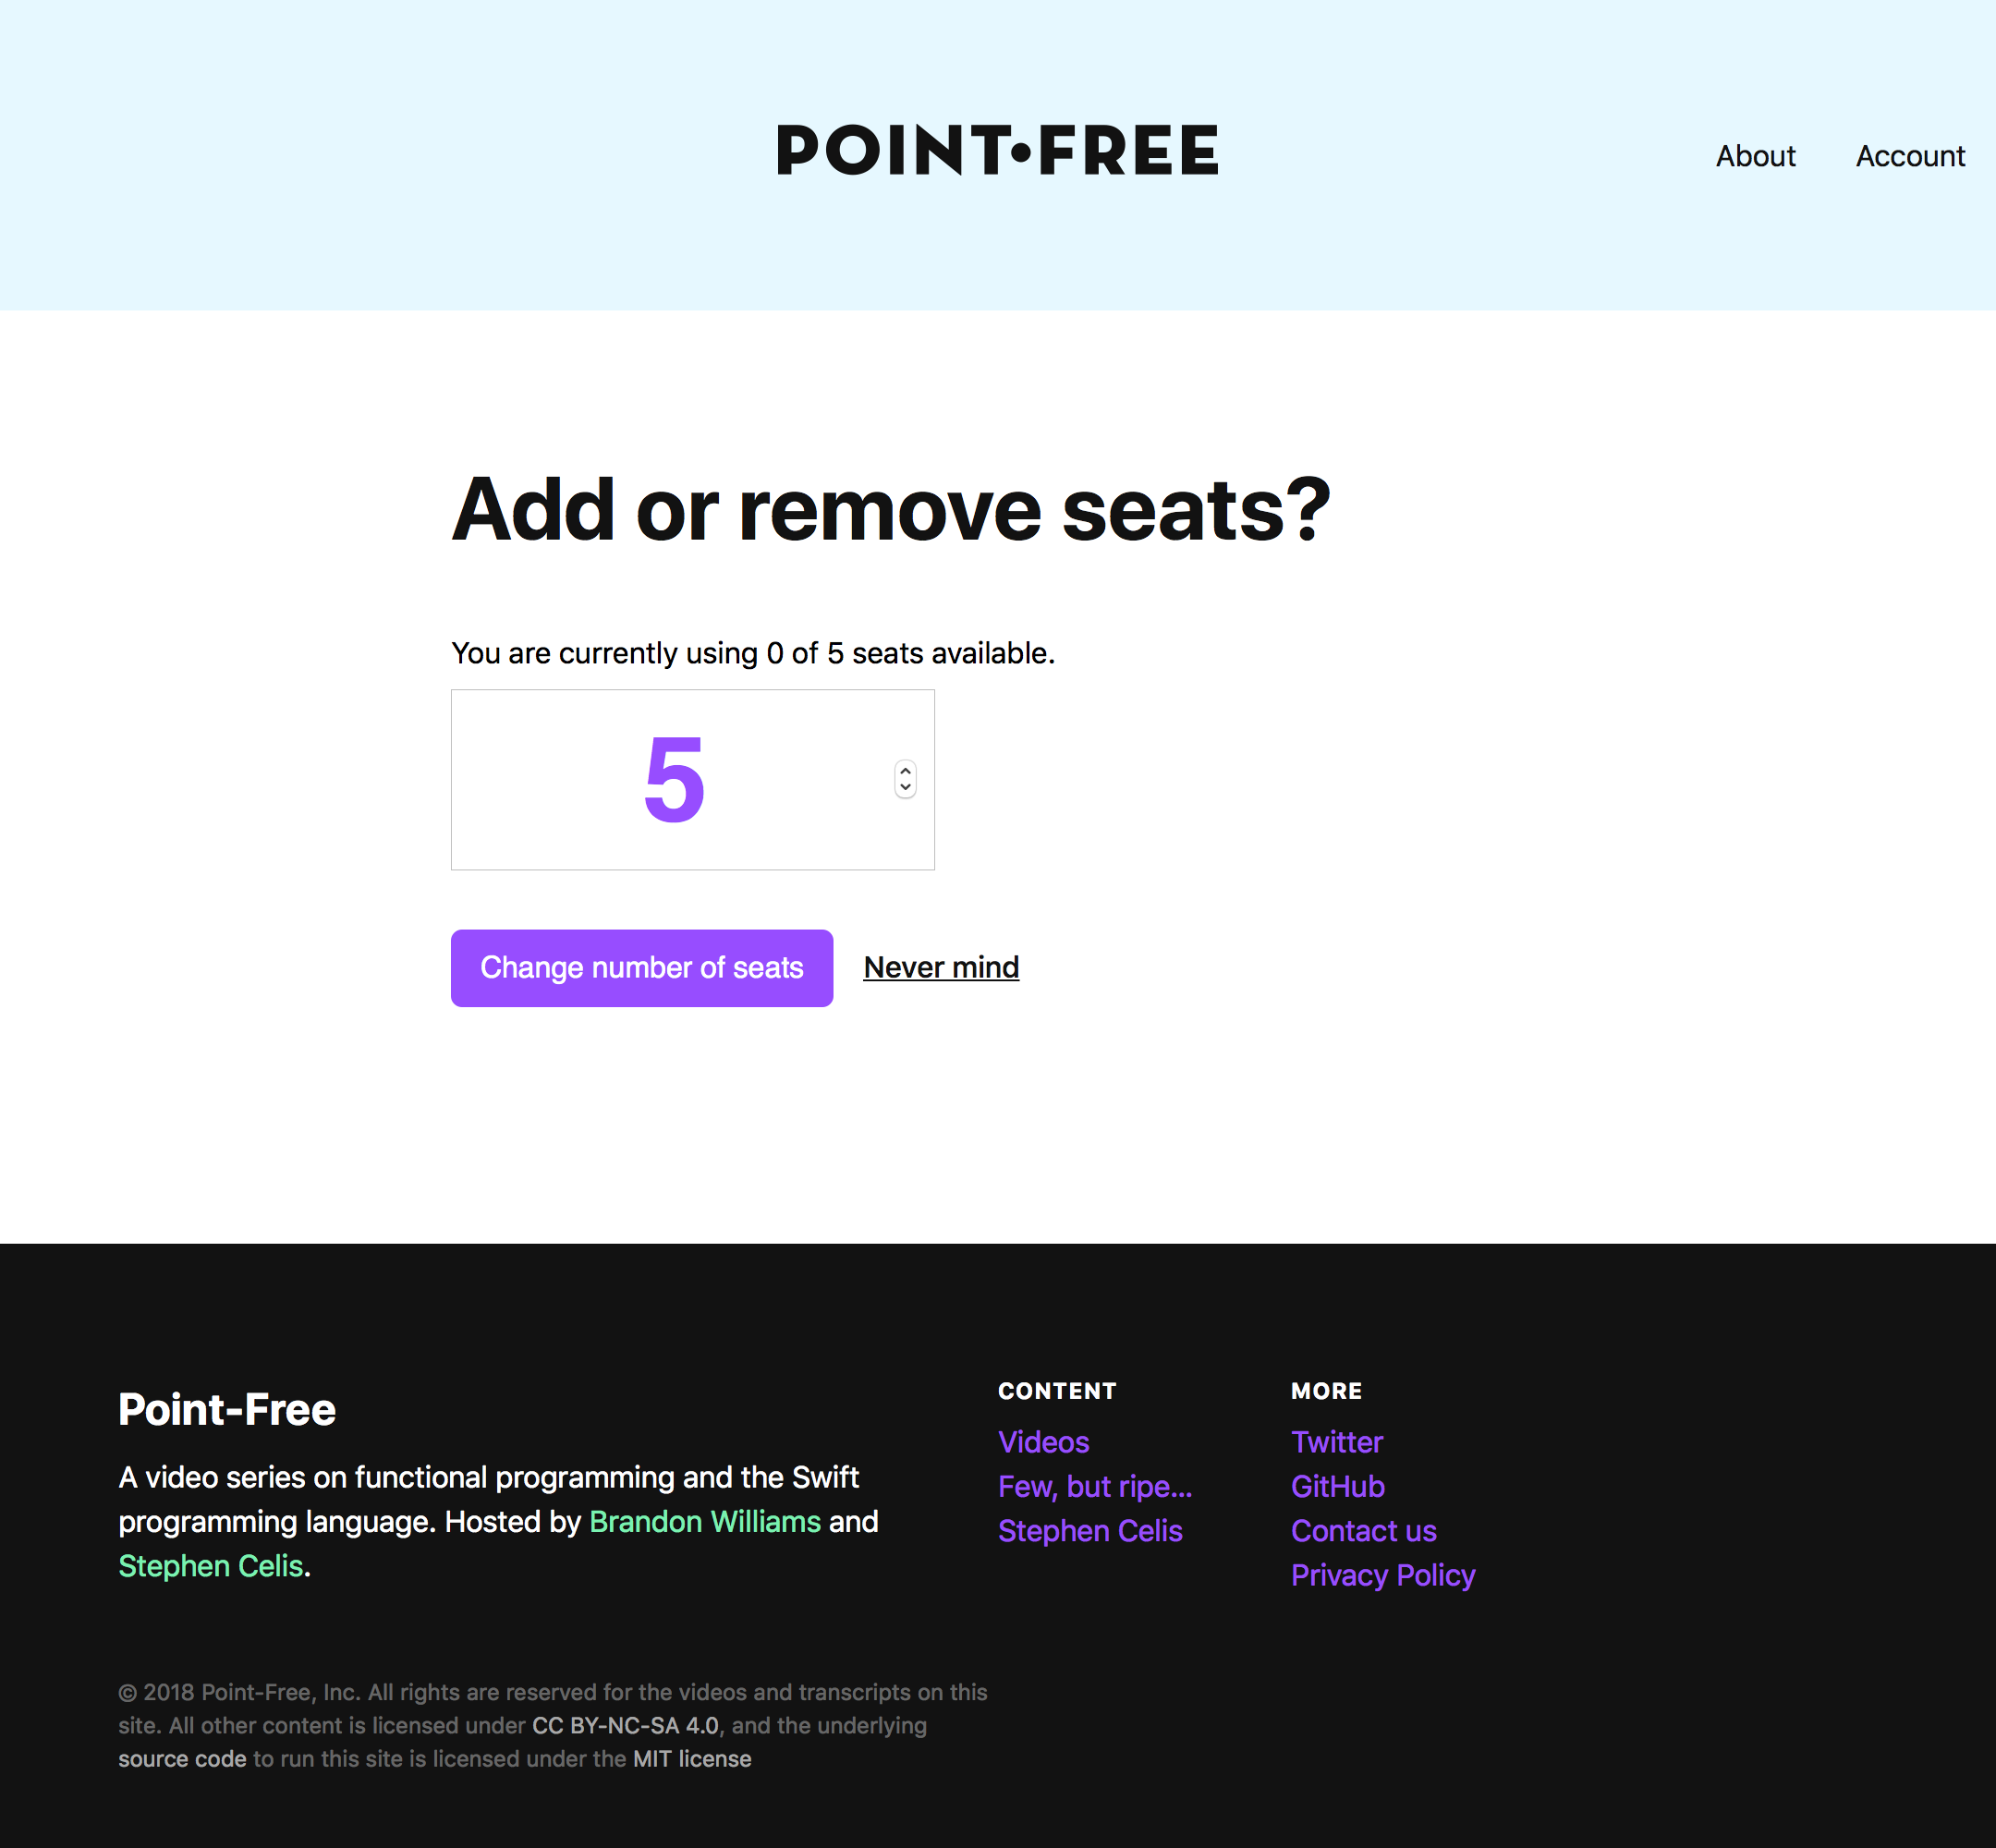 POINT•FREE
About
Account
Add or remove seats?
You are currently using 0 of 5 seats available.
5
Change number of seats
Never mind
Point-Free
A video series on functional programming and the Swift
programming language. Hosted by Brandon Williams and
Stephen Celis.
CONTENT
Videos
Few, but ripe...
Stephen Celis
MORE
Twitter
GitHub
Contact us
Privacy Policy
© 2018 Point-Free, Inc. All rights are reserved for the videos and transcripts on this
site. All other content is licensed under CC BY-NC-SA 4.0, and the underlying
source code to run this site is licensed under the MIT license